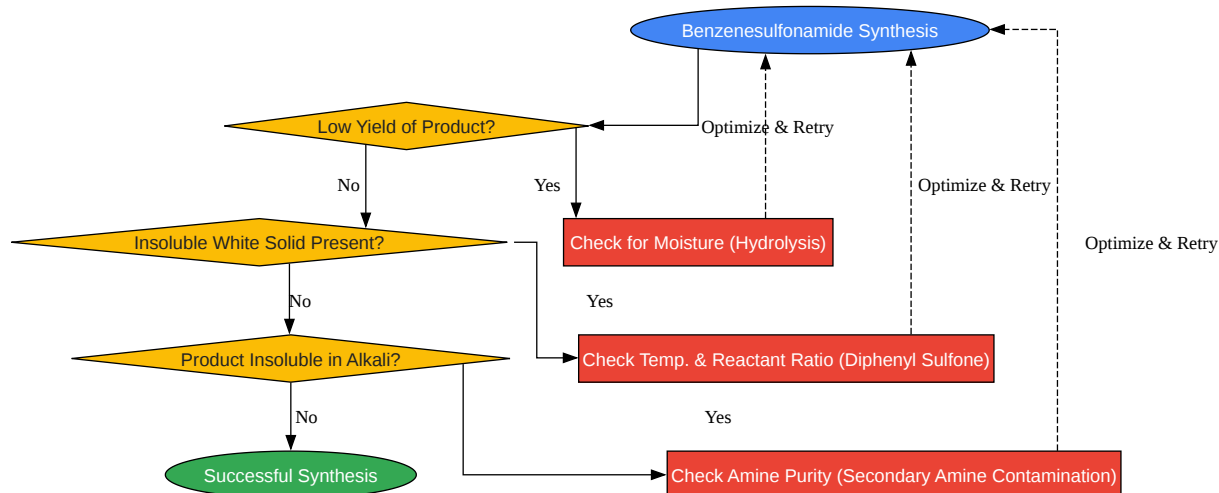 Benzenesulfonamide Synthesis
Low Yield of Product?
Optimize & Retry
No
Yes
Optimize & Retry
Insoluble White Solid Present?
Check for Moisture (Hydrolysis)
Optimize & Retry
No
Yes
Product Insoluble in Alkali?
Check Temp. & Reactant Ratio (Diphenyl Sulfone)
No
Yes
Successful Synthesis
Check Amine Purity (Secondary Amine Contamination)